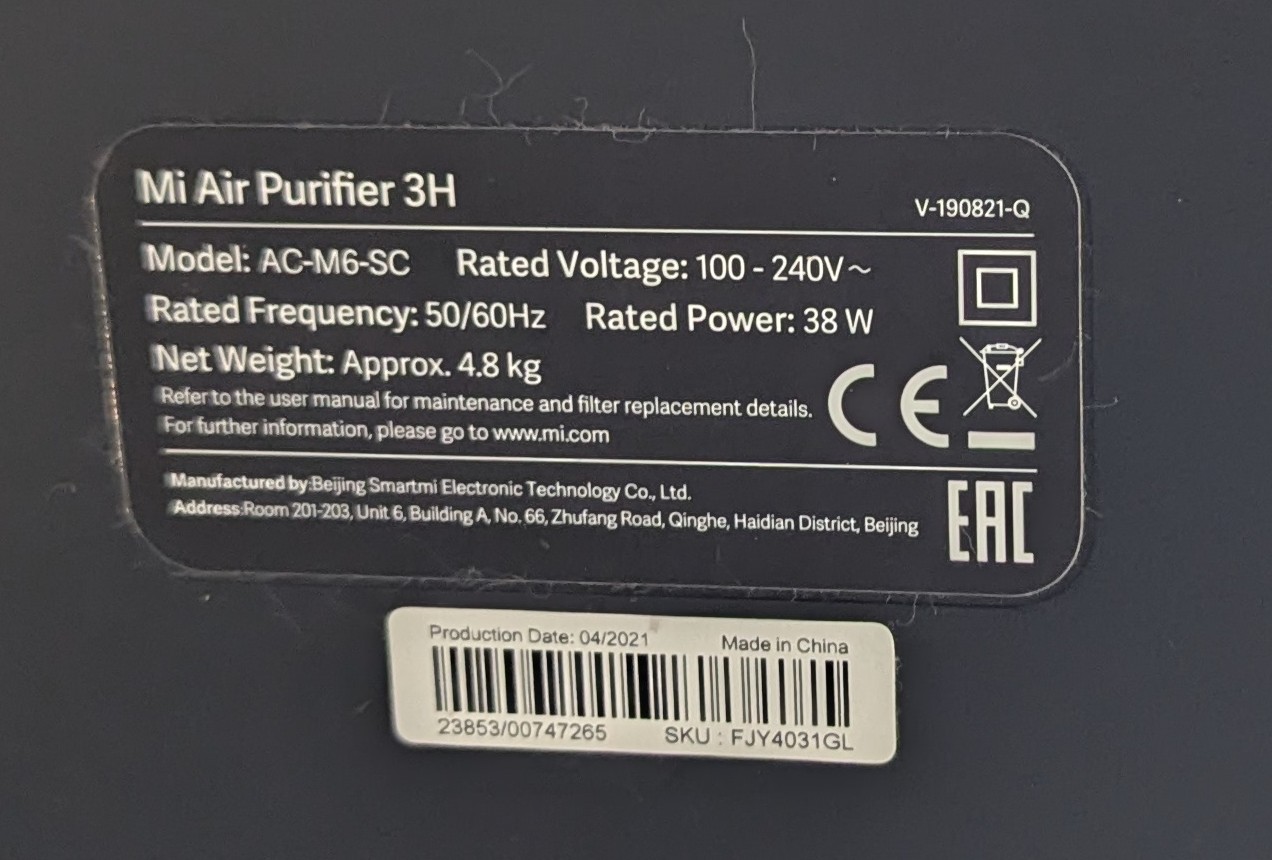 Mi Air Purifier 3H
V-190821-Q
Model: AC-M6-SC Rated Voltage: 100 - 240V~
Rated Frequency: 50/60Hz Rated Power: 38 W
Net Weight: Approx. 4.8 kg
Refer to the user manual for maintenance and filter replacement details.
For further information, please go to www.mi.com
CE
Manufactured by:Beijing Smartmi Electronic Technology Co., Ltd.
Address:Room 201-203, Unit 6, Building A, No. 66, Zhufang Road, Qinghe, Haidian District, Beijing
EAC
Production Date: 04/2021 Made in China
23853/00747265 SKU : FJY4031GL